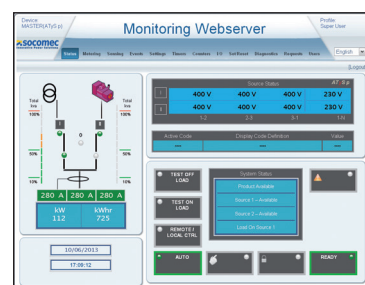 Device
MASTER(ATyS p)
Monitoring Webserver
Profile:
Super User
socomec
Status Metering Sensing Events Settings Timers Counters I/O Set/Reset Diagnostics Requests Users
English
Logout
Total
kva
100%
50%
10%
I
0
II
Total
kva
100%
50%
10%
280 A 280 A 280 A
kW
112
kWhr
725
10/06/2013
17:09:12
Source Status
AT S p
I 400 V 400 V 400 V 230 V
II 400 V 400 V 400 V 230 V
1-2 2-3 3-1 1-N
Active Code Display Code Definition Value
--- --- ---
TEST OFF
LOAD
TEST ON
LOAD
REMOTE /
LOCAL CTRL
System Status
Product Available
Source 1 – Available
Source 2 – Available
Load On Source 1
AUTO
READY